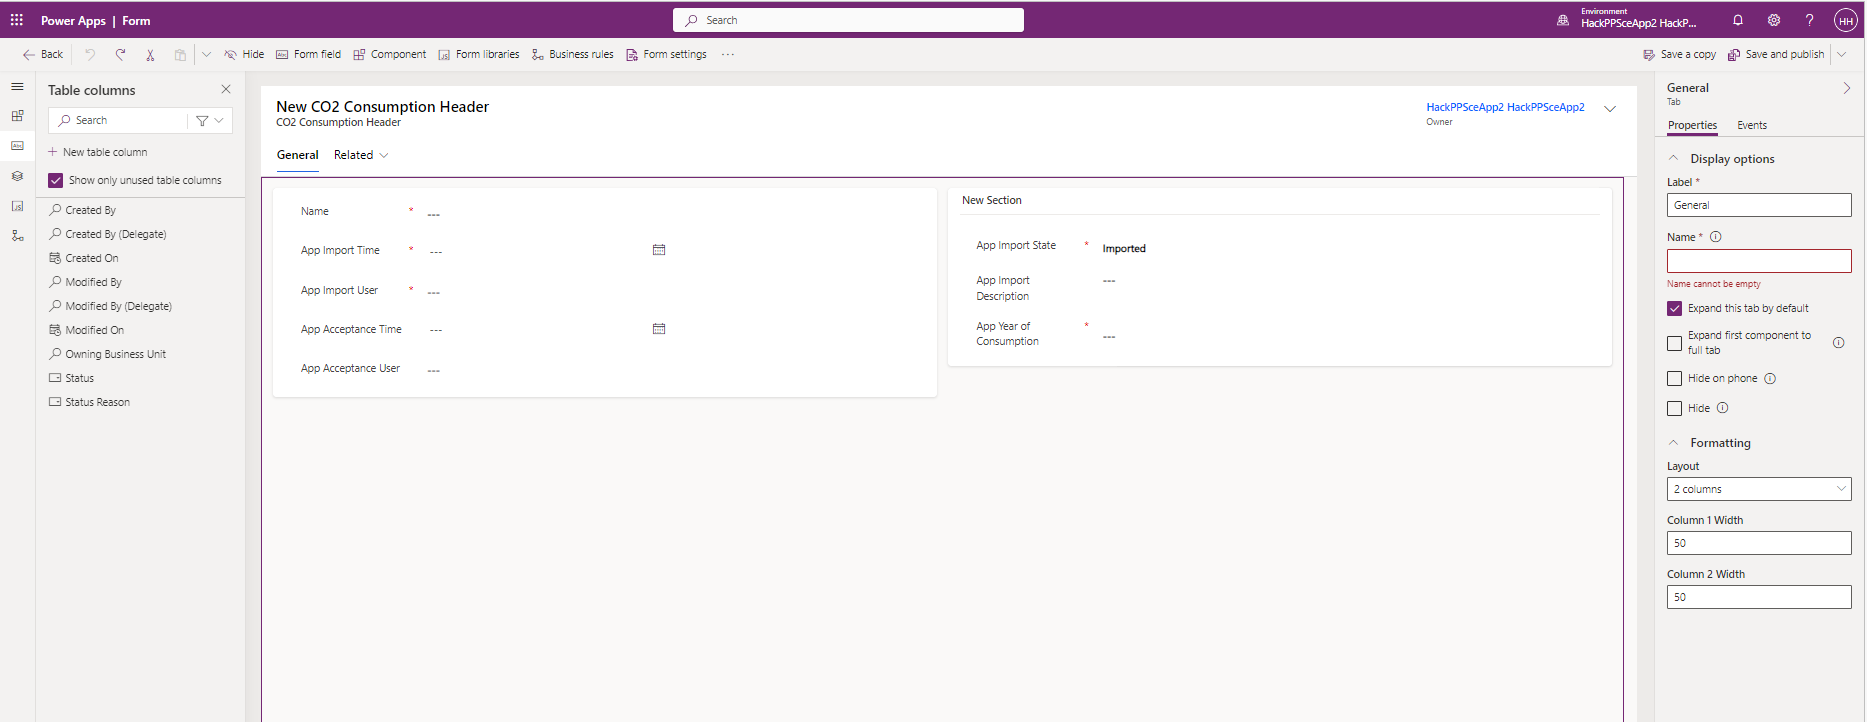 Power Apps | Form
Search
Environment
HackPPSceApp2 HackP...
HH
Back
Hide
Form field
Component
Form libraries
Business rules
Form settings
Save a copy
Save and publish
Table columns
Search
New table column
Show only unused table columns
Created By
Created By (Delegate)
Created On
Modified By
Modified By (Delegate)
Modified On
Owning Business Unit
Status
Status Reason
New CO2 Consumption Header
CO2 Consumption Header
HackPPSceApp2 HackPPSceApp2
Owner
General
Related
Name * ---
App Import Time * ---
App Import User * ---
App Acceptance Time ---
App Acceptance User ---
New Section
App Import State * Imported
App Import
Description
---
App Year of
Consumption
* ---
General
Tab
Properties
Events
Display options
Label *
General
Name *
Name cannot be empty
Expand this tab by default
Expand first component to
full tab
Hide on phone
Hide
Formatting
Layout
2 columns
Column 1 Width
50
Column 2 Width
50